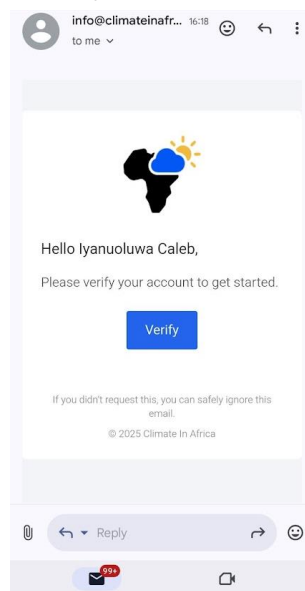 info@climateinafr... 16:18
to me
Hello Iyanuoluwa Caleb,
Please verify your account to get started.
Verify
If you didn't request this, you can safely ignore this
email.
© 2025 Climate In Africa
Reply
99+